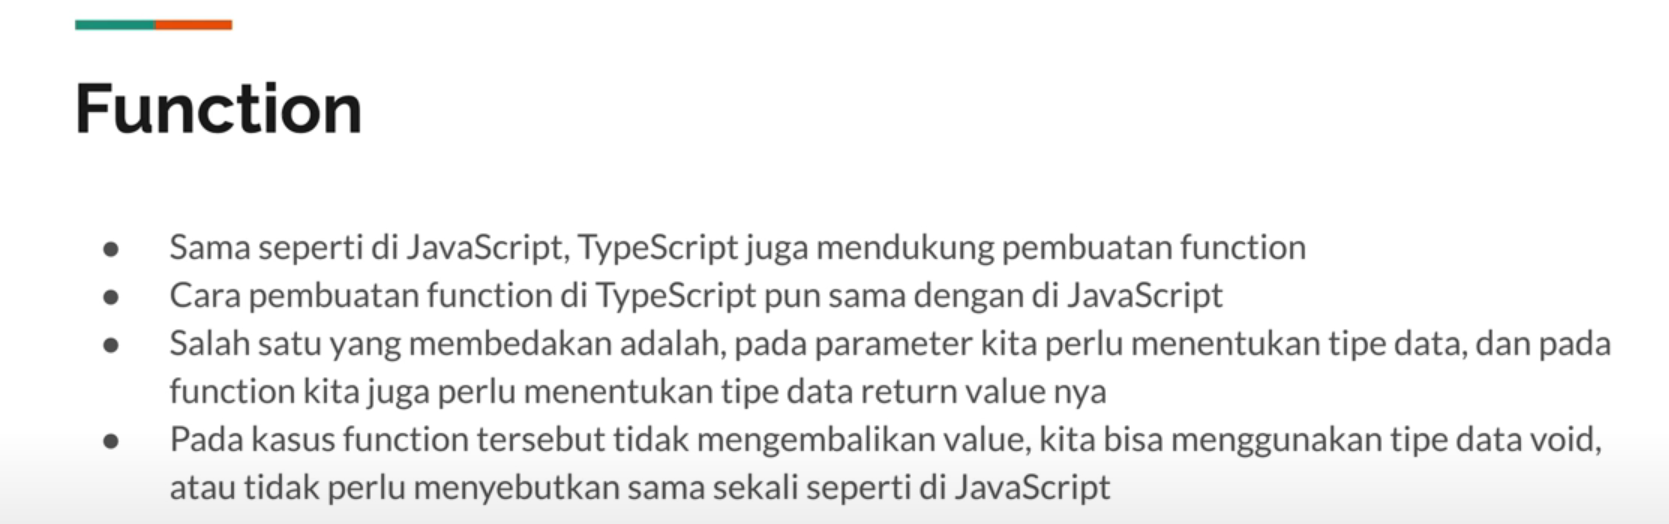 Function
● Sama seperti di JavaScript, TypeScript juga mendukung pembuatan function
● Cara pembuatan function di TypeScript pun sama dengan di JavaScript
● Salah satu yang membedakan adalah, pada parameter kita perlu menentukan tipe data, dan pada
function kita juga perlu menentukan tipe data return value nya
● Pada kasus function tersebut tidak mengembalikan value, kita bisa menggunakan tipe data void,
atau tidak perlu menyebutkan sama sekali seperti di JavaScript